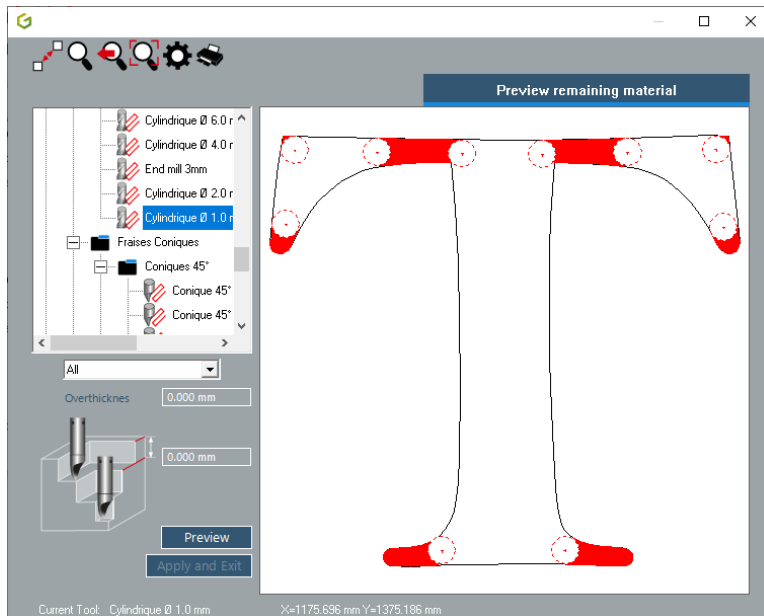 Preview remaining material
Cylindrique Ø 6.0 r
Cylindrique Ø 4.0 r
End mill 3mm
Cylindrique Ø 2.0 r
Cylindrique Ø 1.0 r
Fraises Coniques
Coniques 45°
Conique 45°
Conique 45°
All
Overthicknes 0.000 mm
0.000 mm
Preview
Apply and Exit
Current Tool: Cylindrique Ø 1.0 mm X=1175.696 mm Y=1375.186 mm